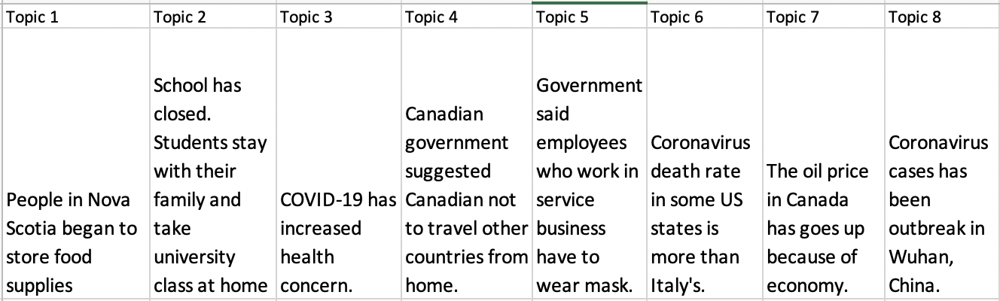 Topic 1
Topic 2
Topic 3
Topic 4
Topic 5
Topic 6
Topic 7
Topic 8
People in Nova
Scotia began to
store food
supplies
School has
closed.
Students stay
with their
family and
take
university
class at home
COVID-19 has
increased
health
concern.
Canadian
government
suggested
Canadian not
to travel other
countries from
home.
Government
said
employees
who work in
service
business
have to
wear mask.
Coronavirus
death rate
in some US
states is
more than
Italy's.
The oil price
in Canada
has goes up
because of
economy.
Coronavirus
cases has
been
outbreak in
Wuhan,
China.